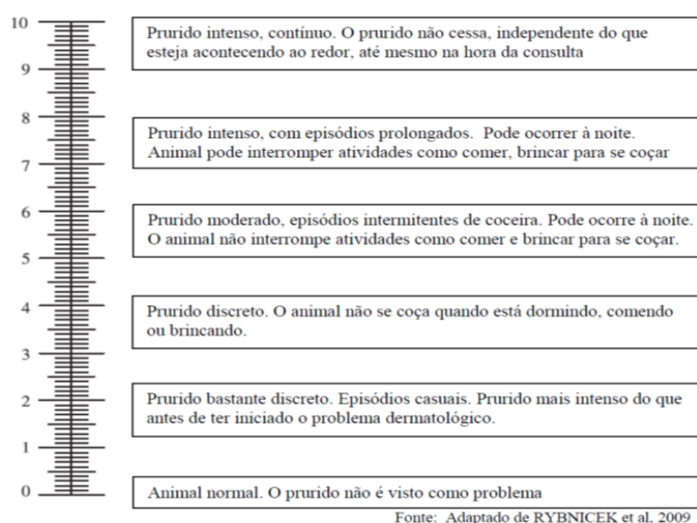 10
Prurido intenso, contínuo. O prurido não cessa, independente do que
esteja acontecendo ao redor, até mesmo na hora da consulta
9
8
Prurido intenso, com episódios prolongados. Pode ocorrer à noite.
Animal pode interromper atividades como comer, brincar para se coçar
7
6
Prurido moderado, episódios intermitentes de coceira. Pode ocorre à noite.
O animal não interrompe atividades como comer e brincar para se coçar.
5
4
Prurido discreto. O animal não se coça quando está dormindo, comendo
ou brincando.
3
2
Prurido bastante discreto. Episódios casuais. Prurido mais intenso do que
antes de ter iniciado o problema dermatológico.
1
0
Animal normal. O prurido não é visto como problema
Fonte: Adaptado de RYBNICEK et al. 2009